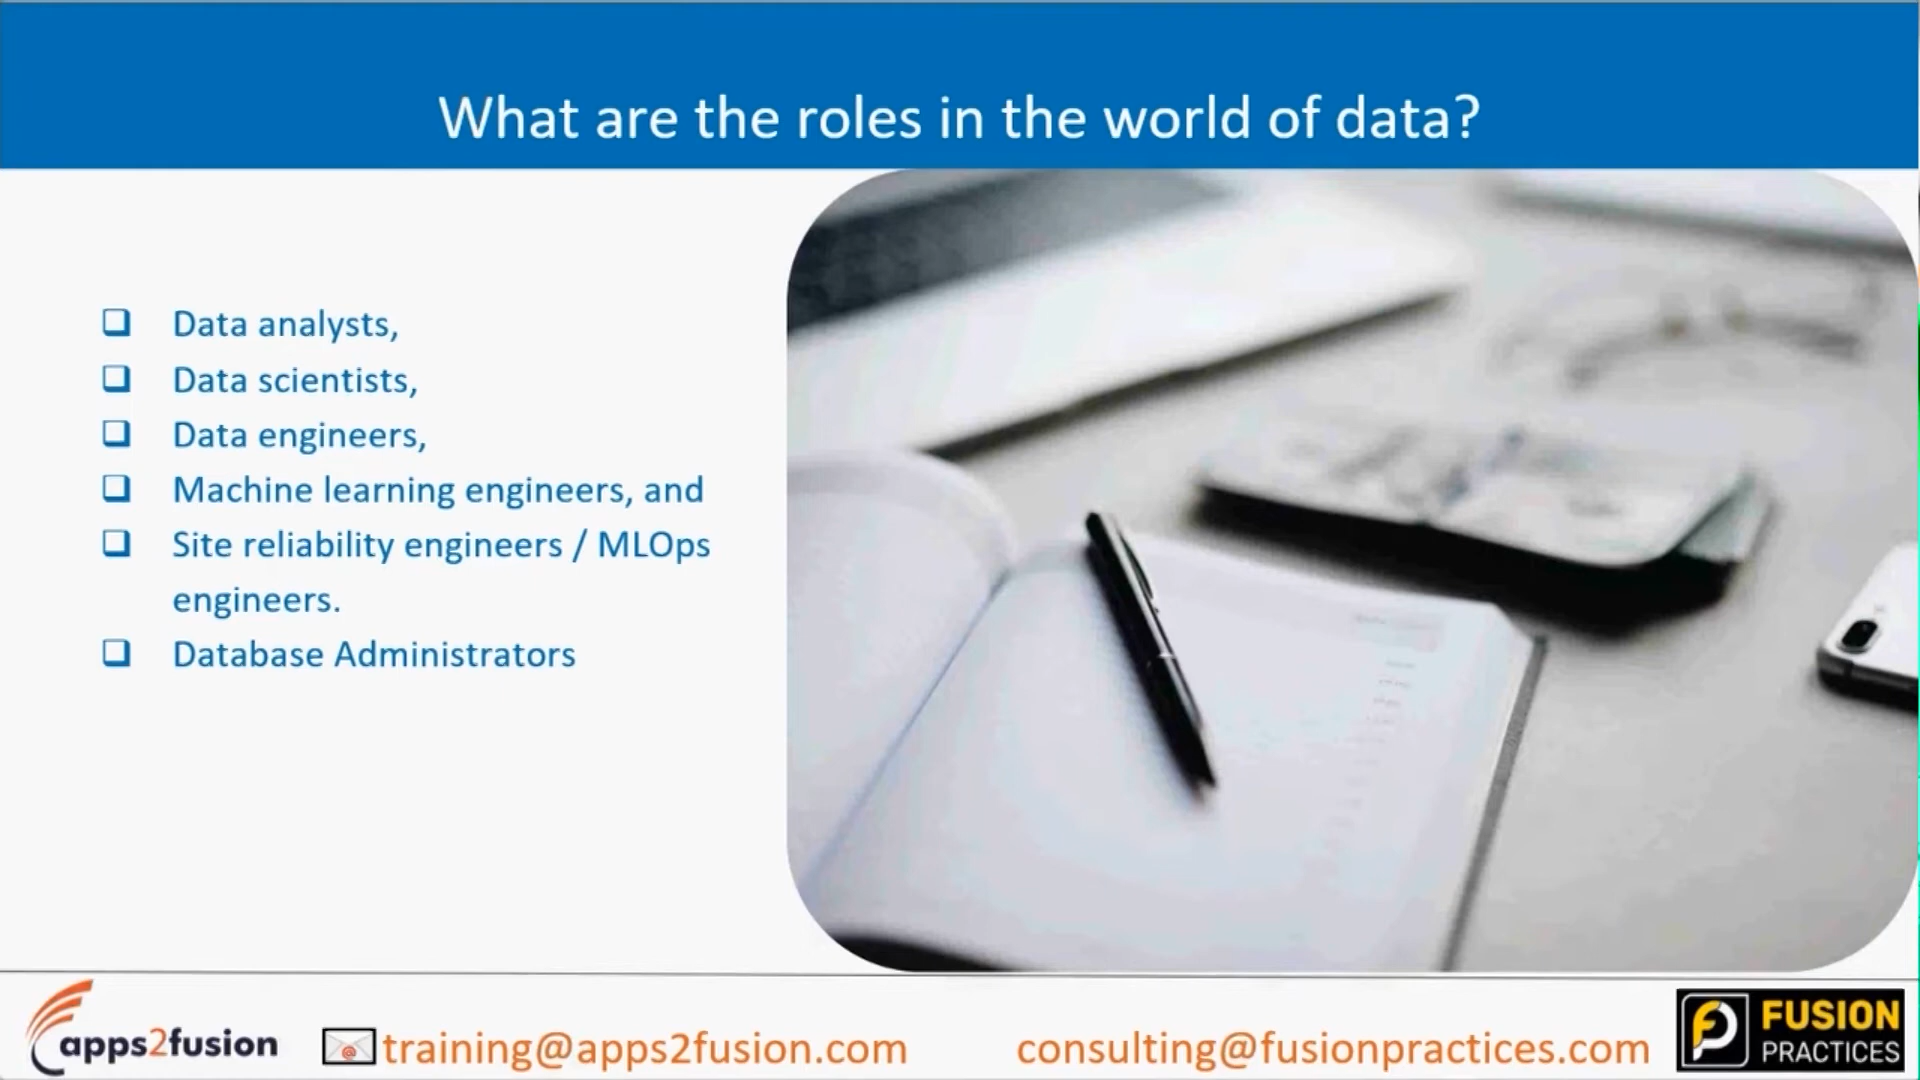 What are the roles in the world of data?
Data analysts,
Data scientists,
Data engineers,
Machine learning engineers, and
Site reliability engineers / MLOps
engineers.
Database Administrators
apps2fusion
training@apps2fusion.com
consulting@fusionpractices.com
FUSION
PRACTICES